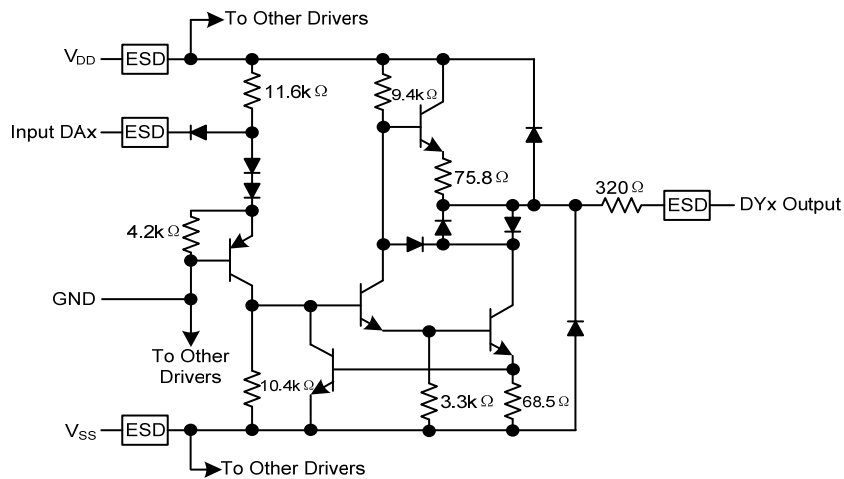 To Other Drivers
VDD
ESD
11.6kΩ
9.4kΩ
Input DAx
ESD
75.8Ω
320Ω
ESD
DYx Output
4.2kΩ
GND
To Other
Drivers
10.4kΩ
3.3kΩ
68.5Ω
VSS
ESD
To Other Drivers